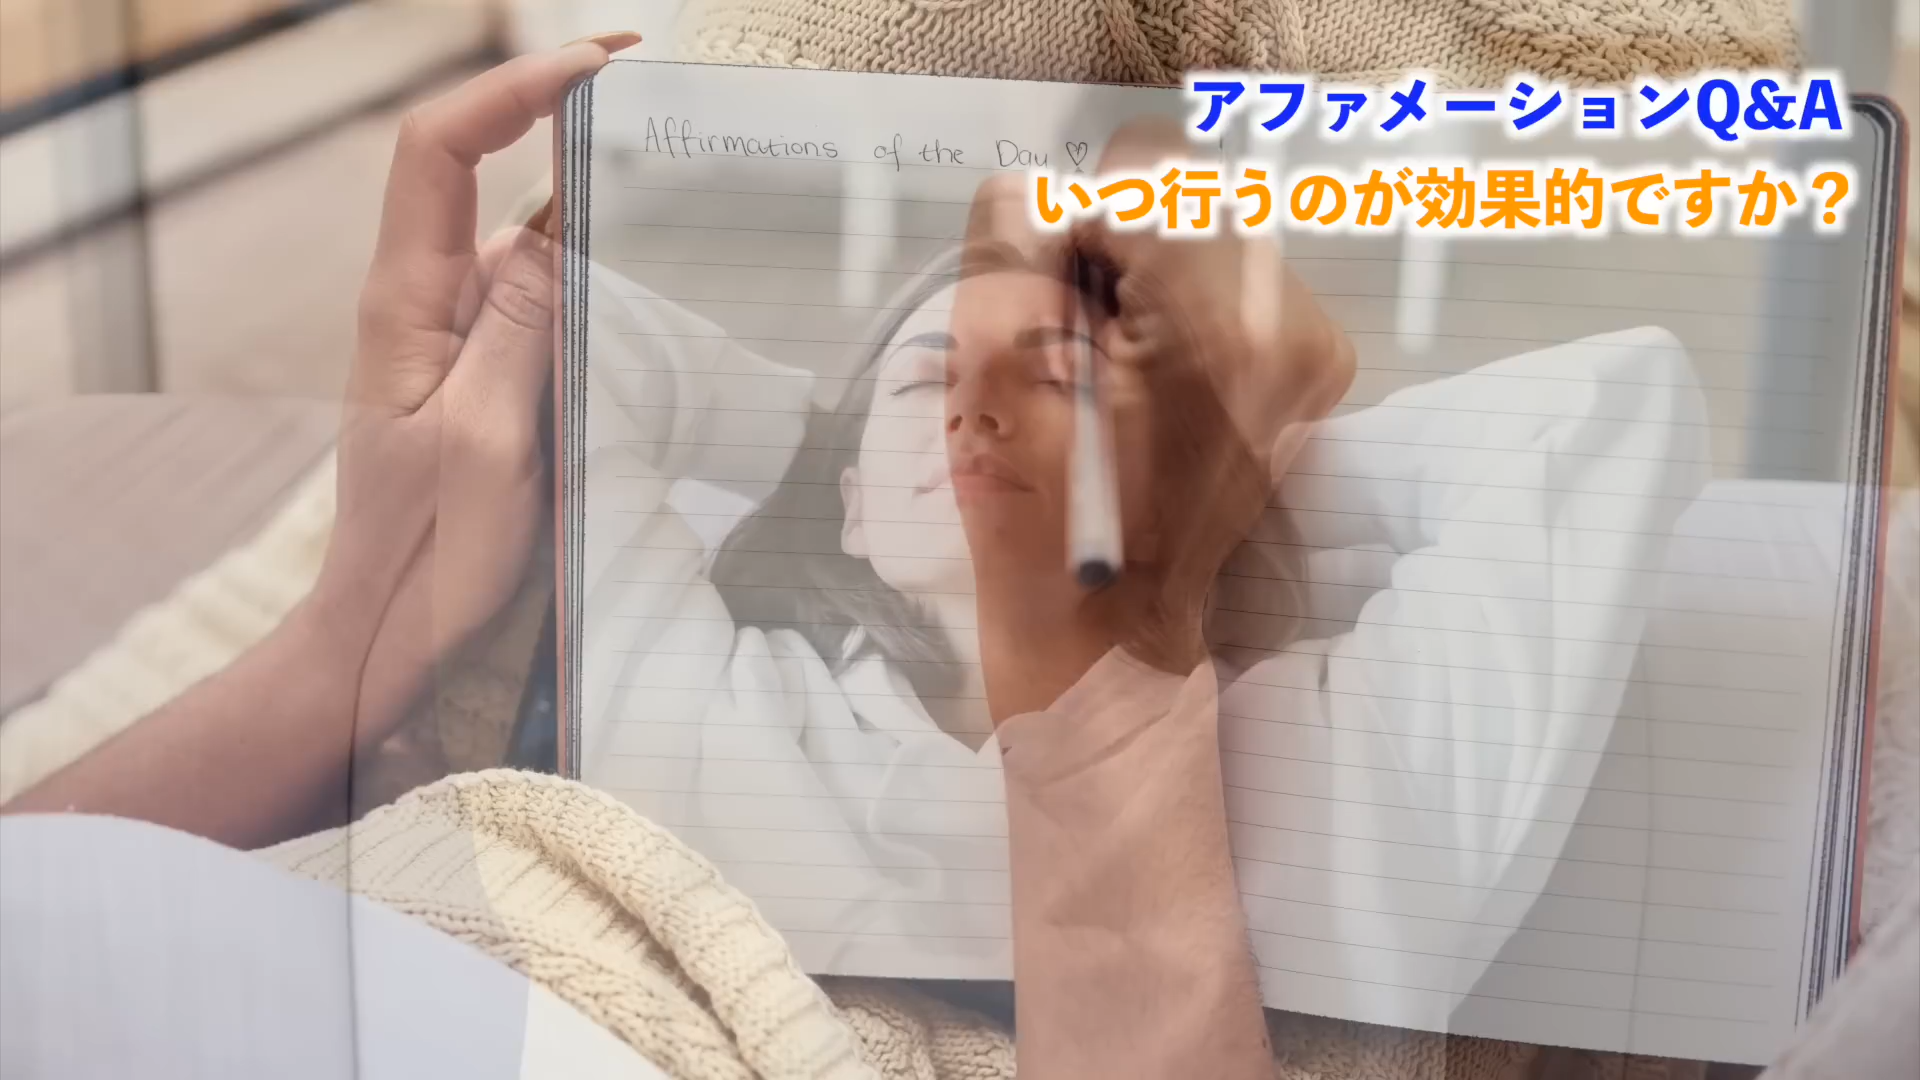 アファメーションQ&A
いつ行うのが効果的ですか？
Affirmations of the Day ♡